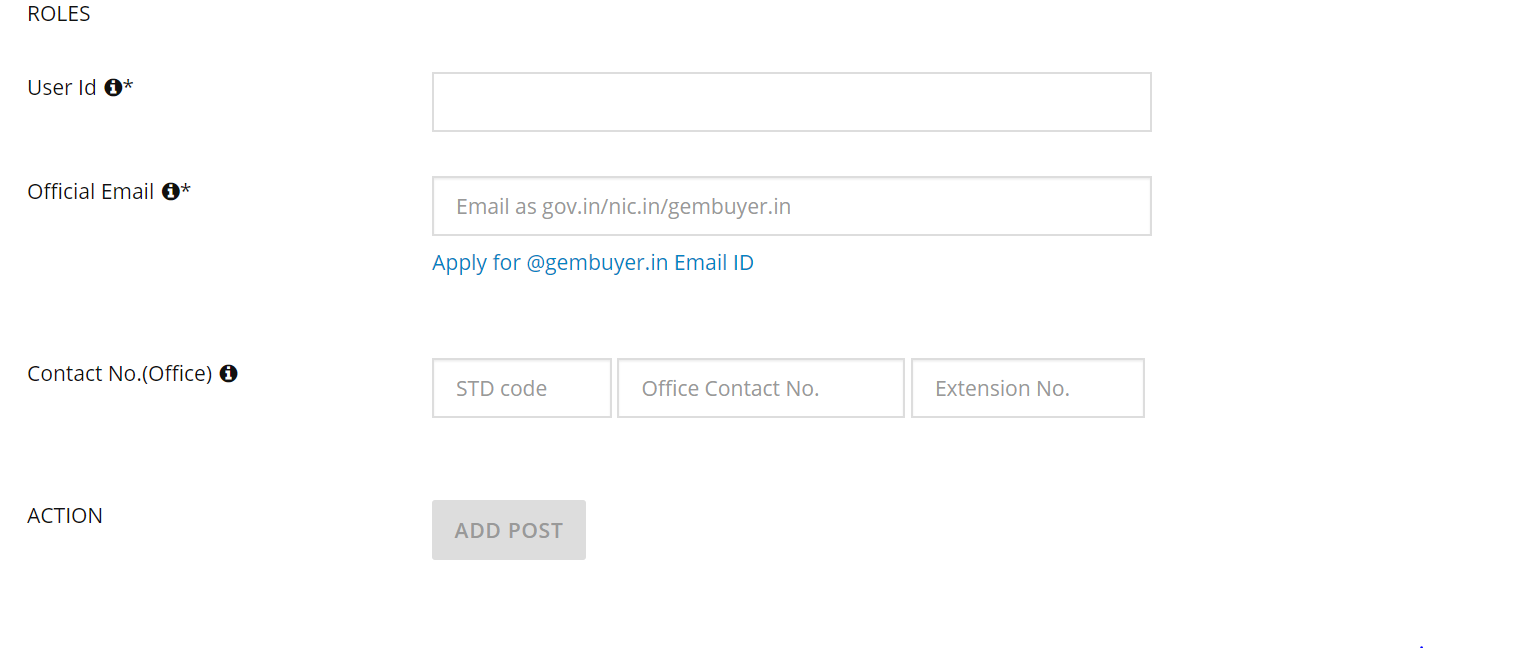 ROLES
User Id *
Official Email *
Email as gov.in/nic.in/gembuyer.in
Apply for @gembuyer.in Email ID
Contact No.(Office)
STD code
Office Contact No.
Extension No.
ACTION
ADD POST